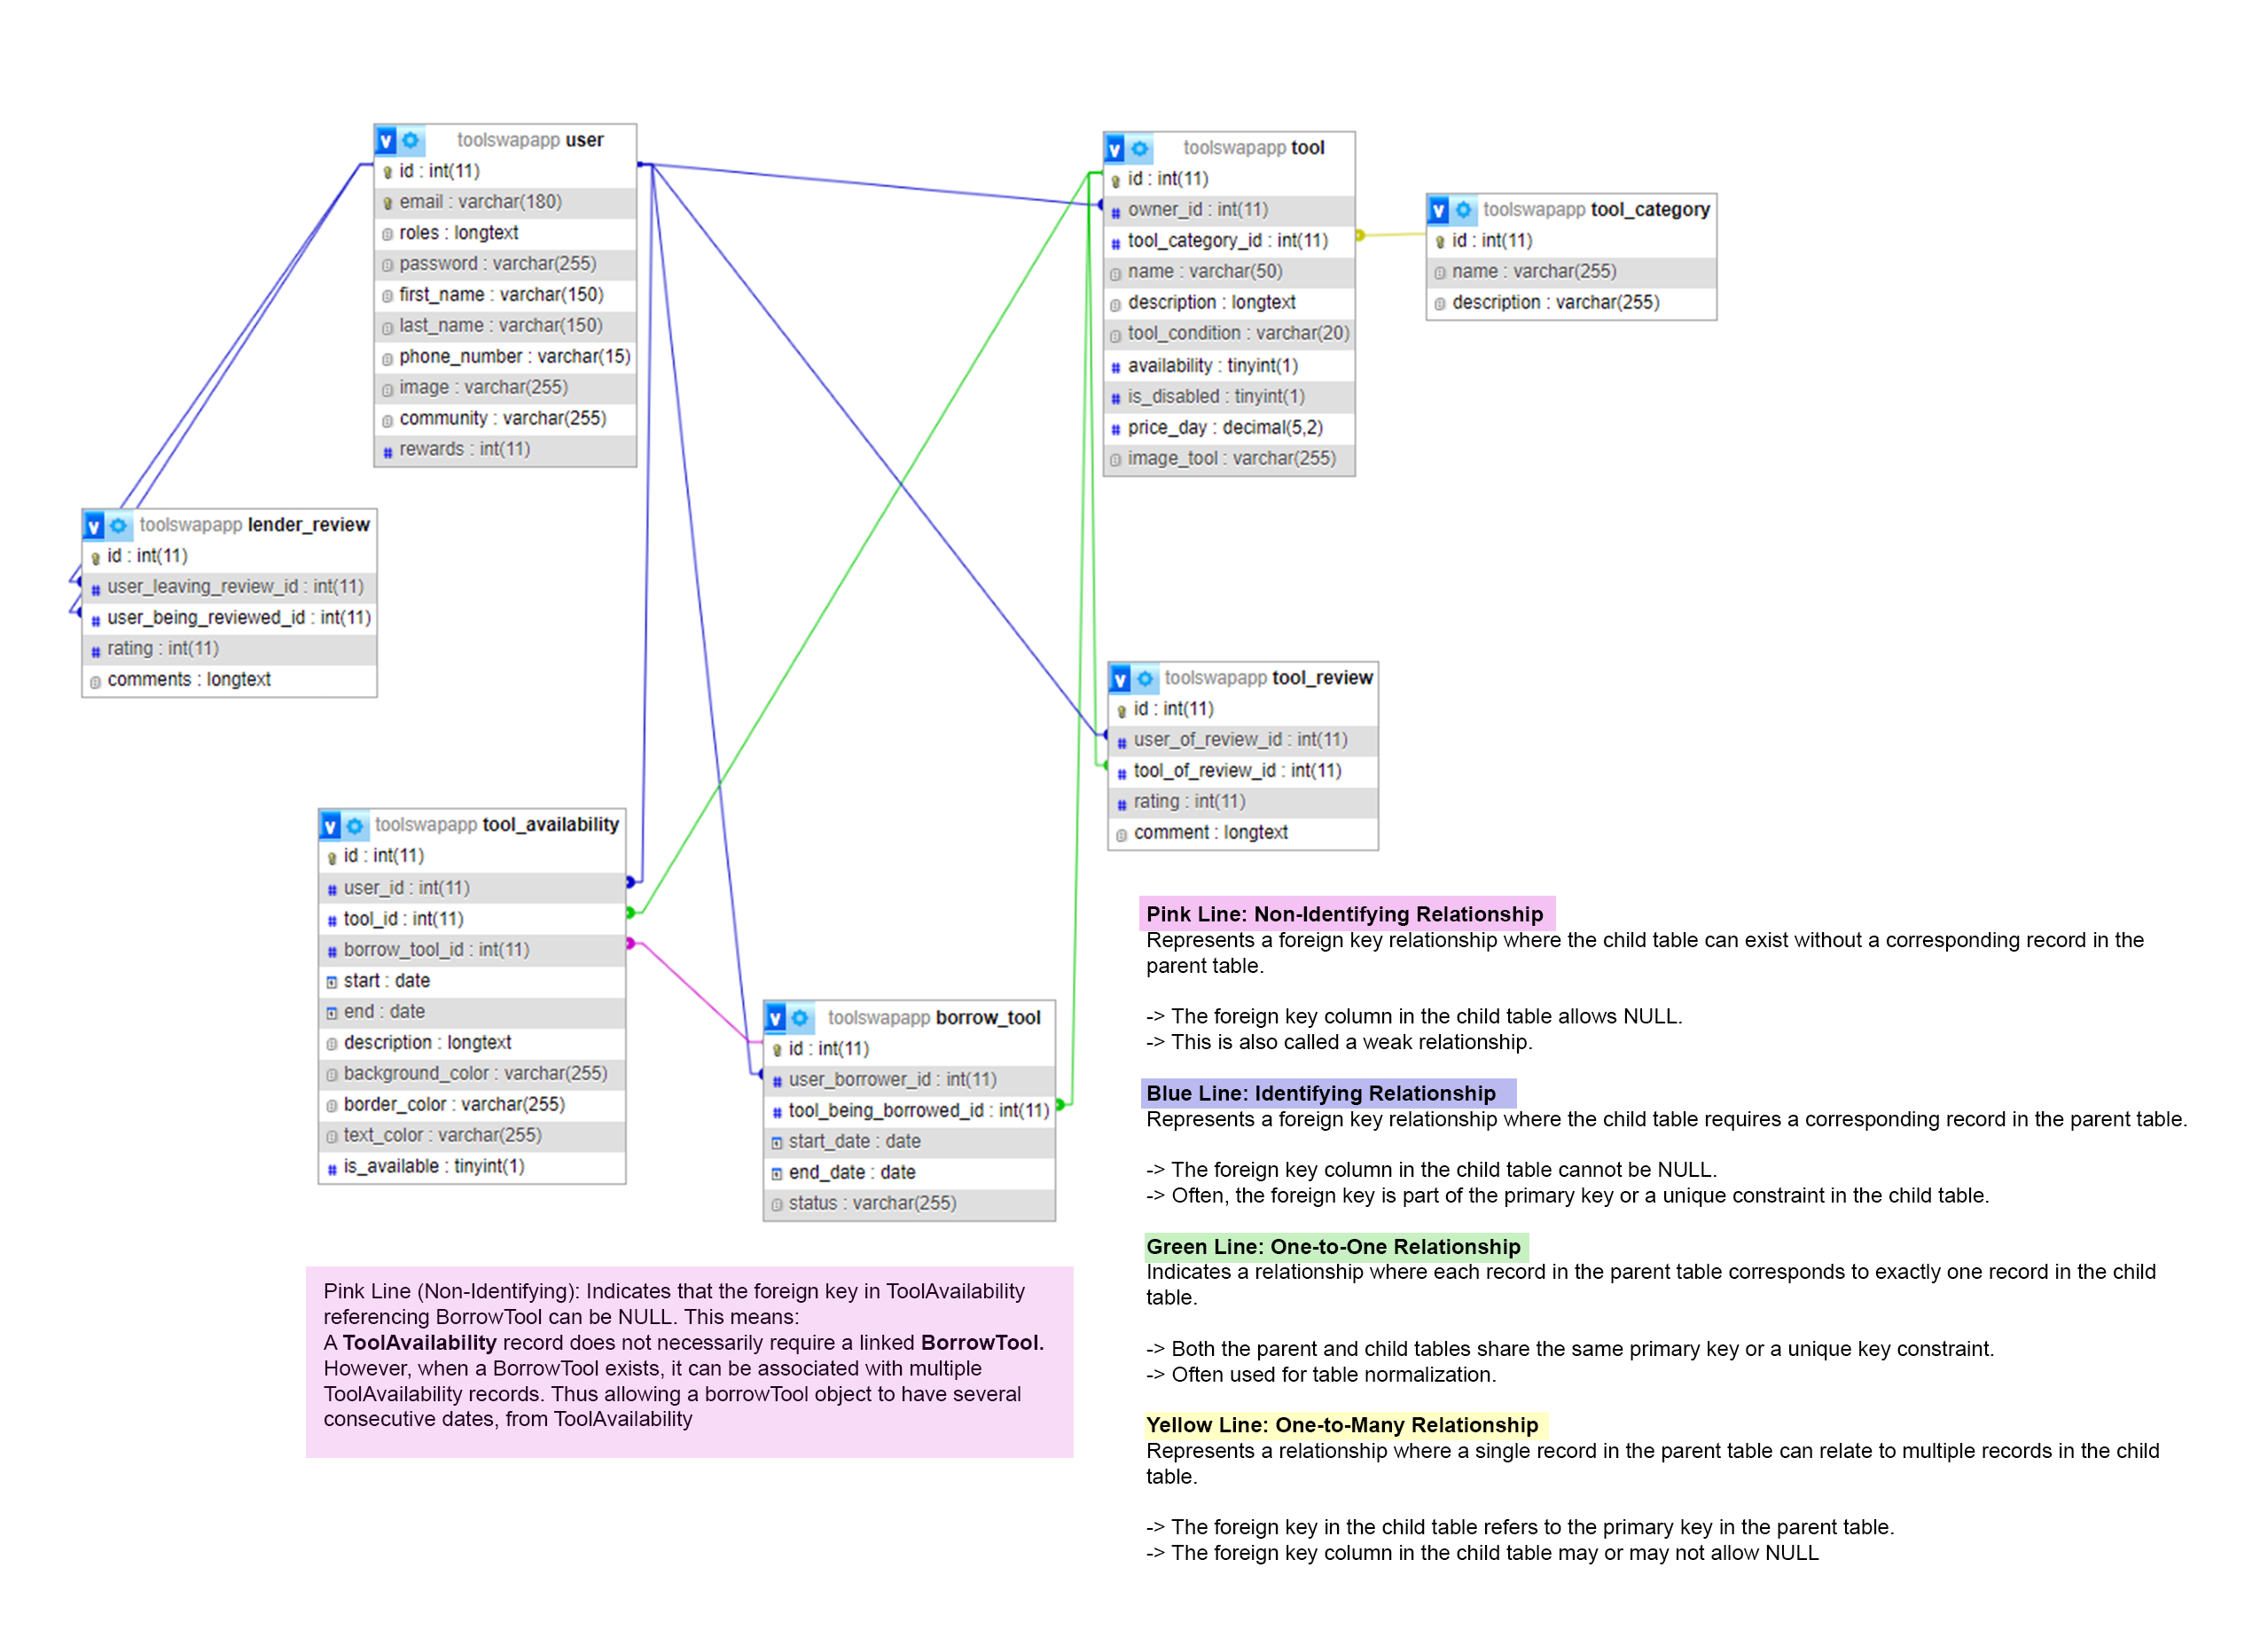 toolswapapp user
id : int(11)
email : varchar(180)
roles : longtext
password : varchar(255)
first_name : varchar(150)
last_name : varchar(150)
phone_number : varchar(15)
image : varchar(255)
community : varchar(255)
rewards : int(11)
toolswapapp tool
id : int(11)
owner_id : int(11)
tool_category_id : int(11)
name : varchar(50)
description : longtext
tool_condition : varchar(20)
availability : tinyint(1)
is_disabled : tinyint(1)
price_day : decimal(5,2)
image_tool : varchar(255)
toolswapapp tool_category
id : int(11)
name : varchar(255)
description : varchar(255)
toolswapapp lender_review
id : int(11)
user_leaving_review_id : int(11)
user_being_reviewed_id : int(11)
rating : int(11)
comments : longtext
toolswapapp tool_review
id : int(11)
user_of_review_id : int(11)
tool_of_review_id : int(11)
rating : int(11)
comment : longtext
toolswapapp tool_availability
id : int(11)
user_id : int(11)
tool_id : int(11)
borrow_tool_id : int(11)
start : date
end : date
description : longtext
background_color : varchar(255)
border_color : varchar(255)
text_color : varchar(255)
is_available : tinyint(1)
toolswapapp borrow_tool
id : int(11)
user_borrower_id : int(11)
tool_being_borrowed_id : int(11)
start_date : date
end_date : date
status : varchar(255)
Pink Line (Non-Identifying): Indicates that the foreign key in ToolAvailability
referencing BorrowTool can be NULL. This means:
A ToolAvailability record does not necessarily require a linked BorrowTool.
However, when a BorrowTool exists, it can be associated with multiple
ToolAvailability records. Thus allowing a borrowTool object to have several
consecutive dates, from ToolAvailability
Pink Line: Non-Identifying Relationship
Represents a foreign key relationship where the child table can exist without a corresponding record in the
parent table.
-> The foreign key column in the child table allows NULL.
-> This is also called a weak relationship.
Blue Line: Identifying Relationship
Represents a foreign key relationship where the child table requires a corresponding record in the parent table.
-> The foreign key column in the child table cannot be NULL.
-> Often, the foreign key is part of the primary key or a unique constraint in the child table.
Green Line: One-to-One Relationship
Indicates a relationship where each record in the parent table corresponds to exactly one record in the child
table.
-> Both the parent and child tables share the same primary key or a unique key constraint.
-> Often used for table normalization.
Yellow Line: One-to-Many Relationship
Represents a relationship where a single record in the parent table can relate to multiple records in the child
table.
-> The foreign key in the child table refers to the primary key in the parent table.
-> The foreign key column in the child table may or may not allow NULL